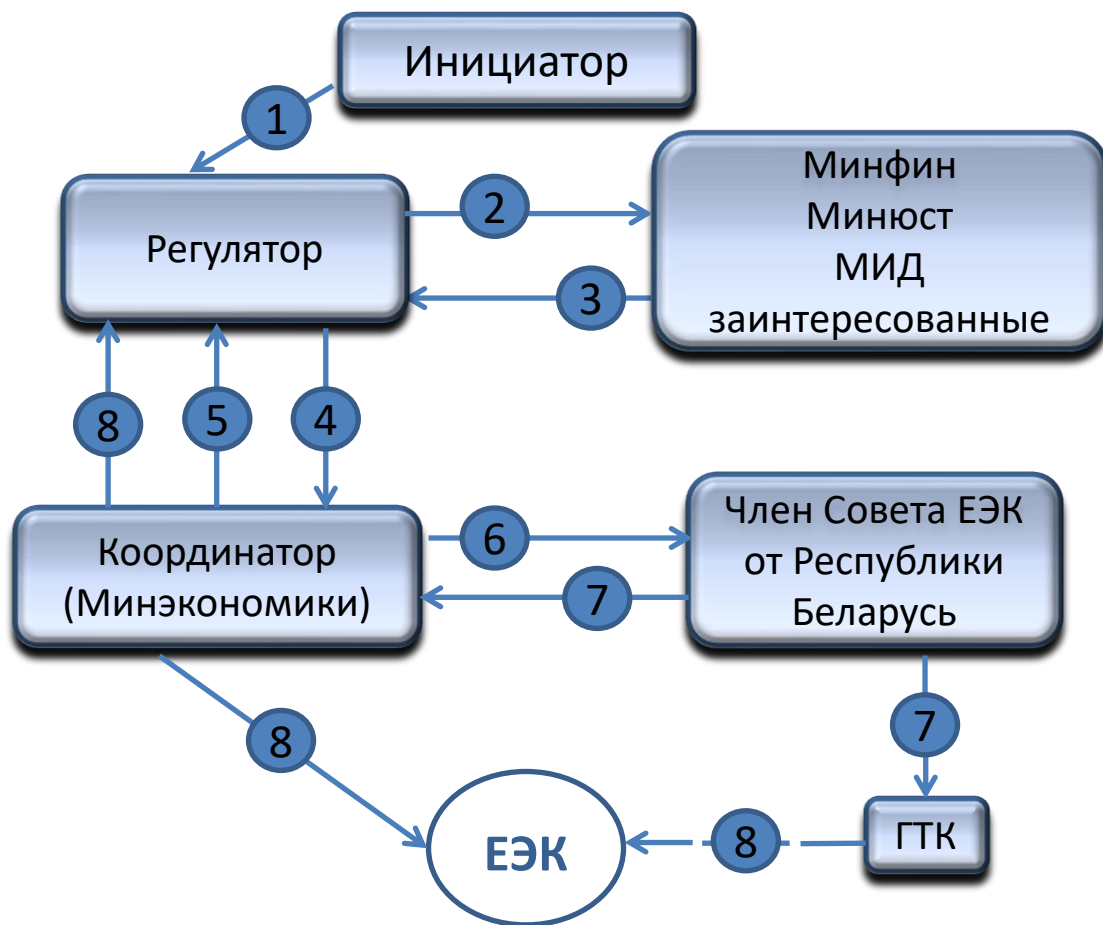 Инициатор
1
Минфин
Минюст
МИД
заинтересованные
2
Регулятор
3
8
5
4
Координатор
(Минэкономики)
6
7
Член Совета ЕЭК
от Республики
Беларусь
7
8
ЕЭК
8
ГТК